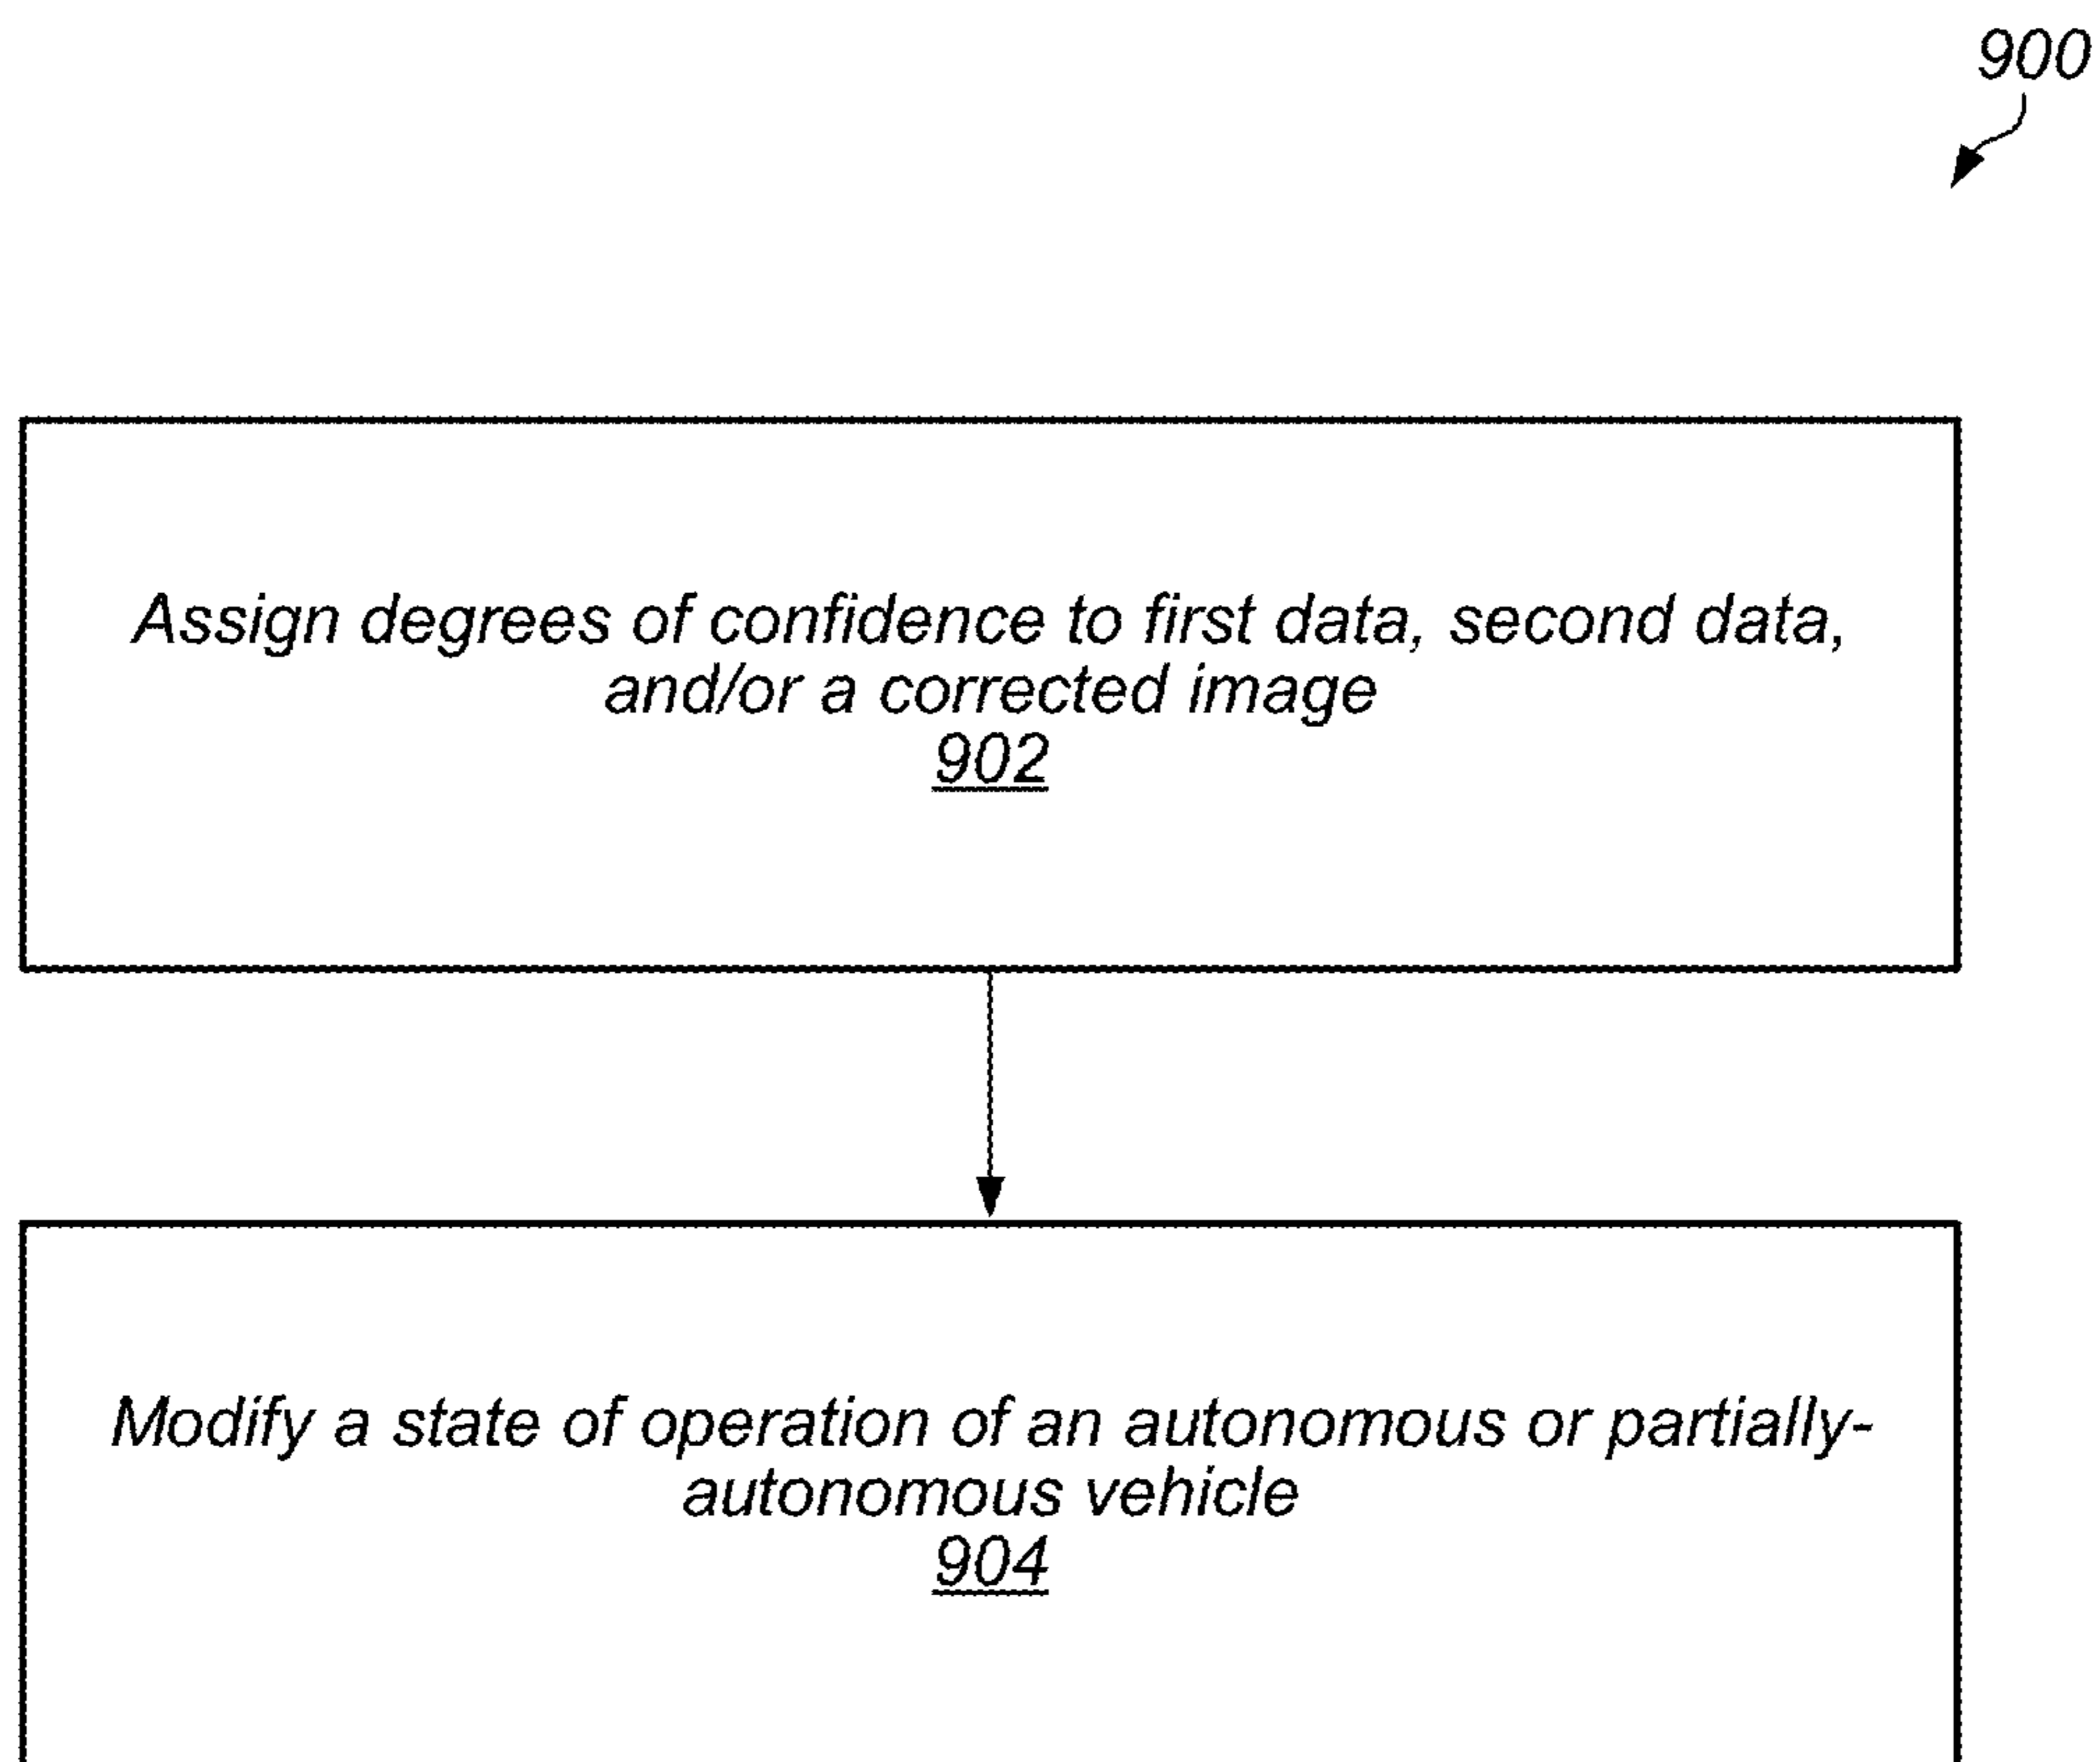 900
Assign degrees of confidence to first data, second data,
and/or a corrected image
902
Modify a state of operation of an autonomous or partially-
autonomous vehicle
904